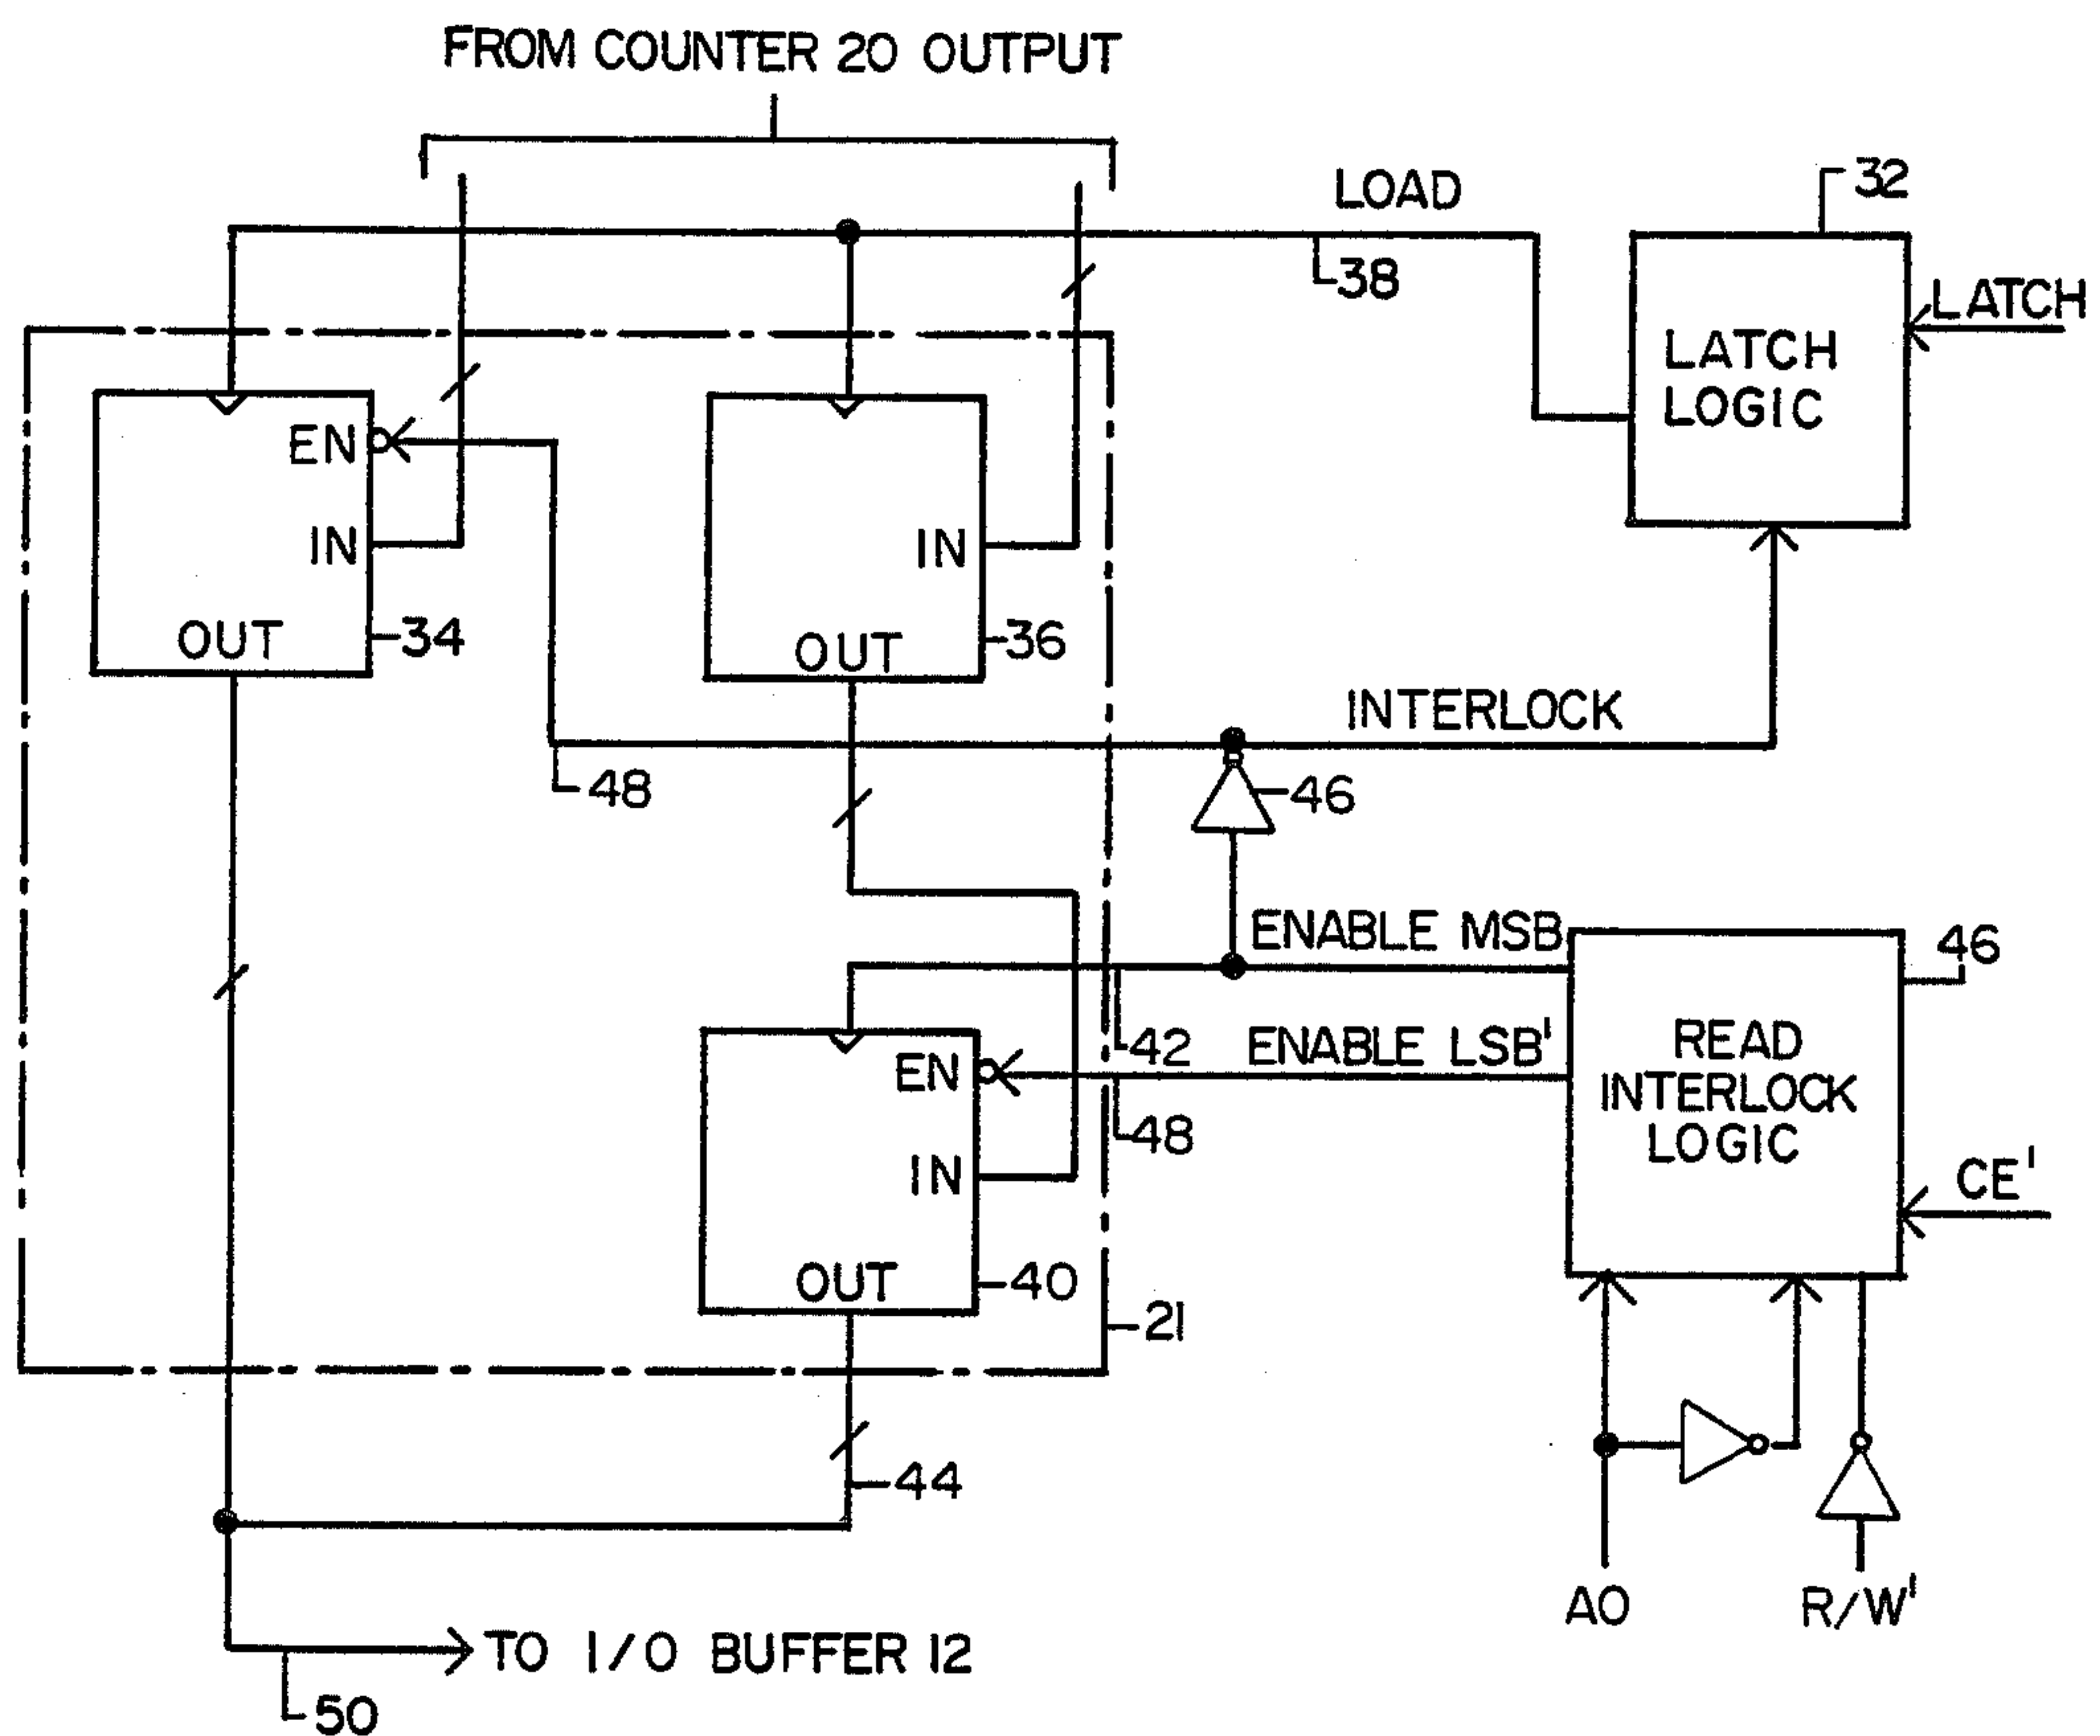 FROM COUNTER 20 OUTPUT
LOAD
38
32
LATCH
LATCH
LOGIC
EN
IN
OUT
34
IN
OUT
36
INTERLOCK
48
46
ENABLE MSB
46
42
ENABLE LSB'
48
READ
INTERLOCK
LOGIC
CE'
EN
IN
OUT
40
21
44
A0
R/W'
TO I/O BUFFER 12
50